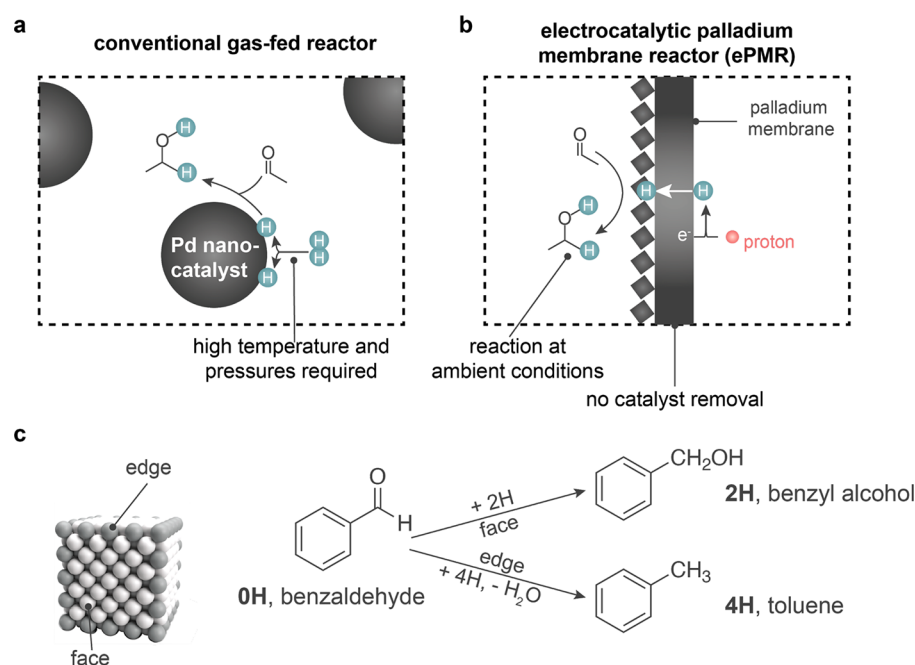 a
conventional gas-fed reactor
H
O
H
O
Pd nano-
catalyst
H
H
H
H
high temperature and
pressures required
b
electrocatalytic palladium
membrane reactor (ePMR)
palladium
membrane
O
H
O
H
H
H
e-
proton
reaction at
ambient conditions
no catalyst removal
c
edge
face
O
H
0H, benzaldehyde
+ 2H
face
edge
+ 4H, - H2O
CH2OH
2H, benzyl alcohol
CH3
4H, toluene